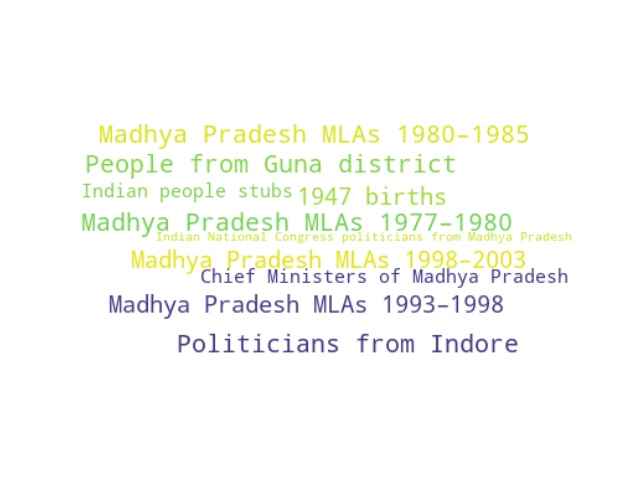 Madhya Pradesh MLAs 1980–1985
People from Guna district
Indian people stubs
1947 births
Madhya Pradesh MLAs 1977–1980
Indian National Congress politicians from Madhya Pradesh
Madhya Pradesh MLAs 1998–2003
Chief Ministers of Madhya Pradesh
Madhya Pradesh MLAs 1993–1998
Politicians from Indore